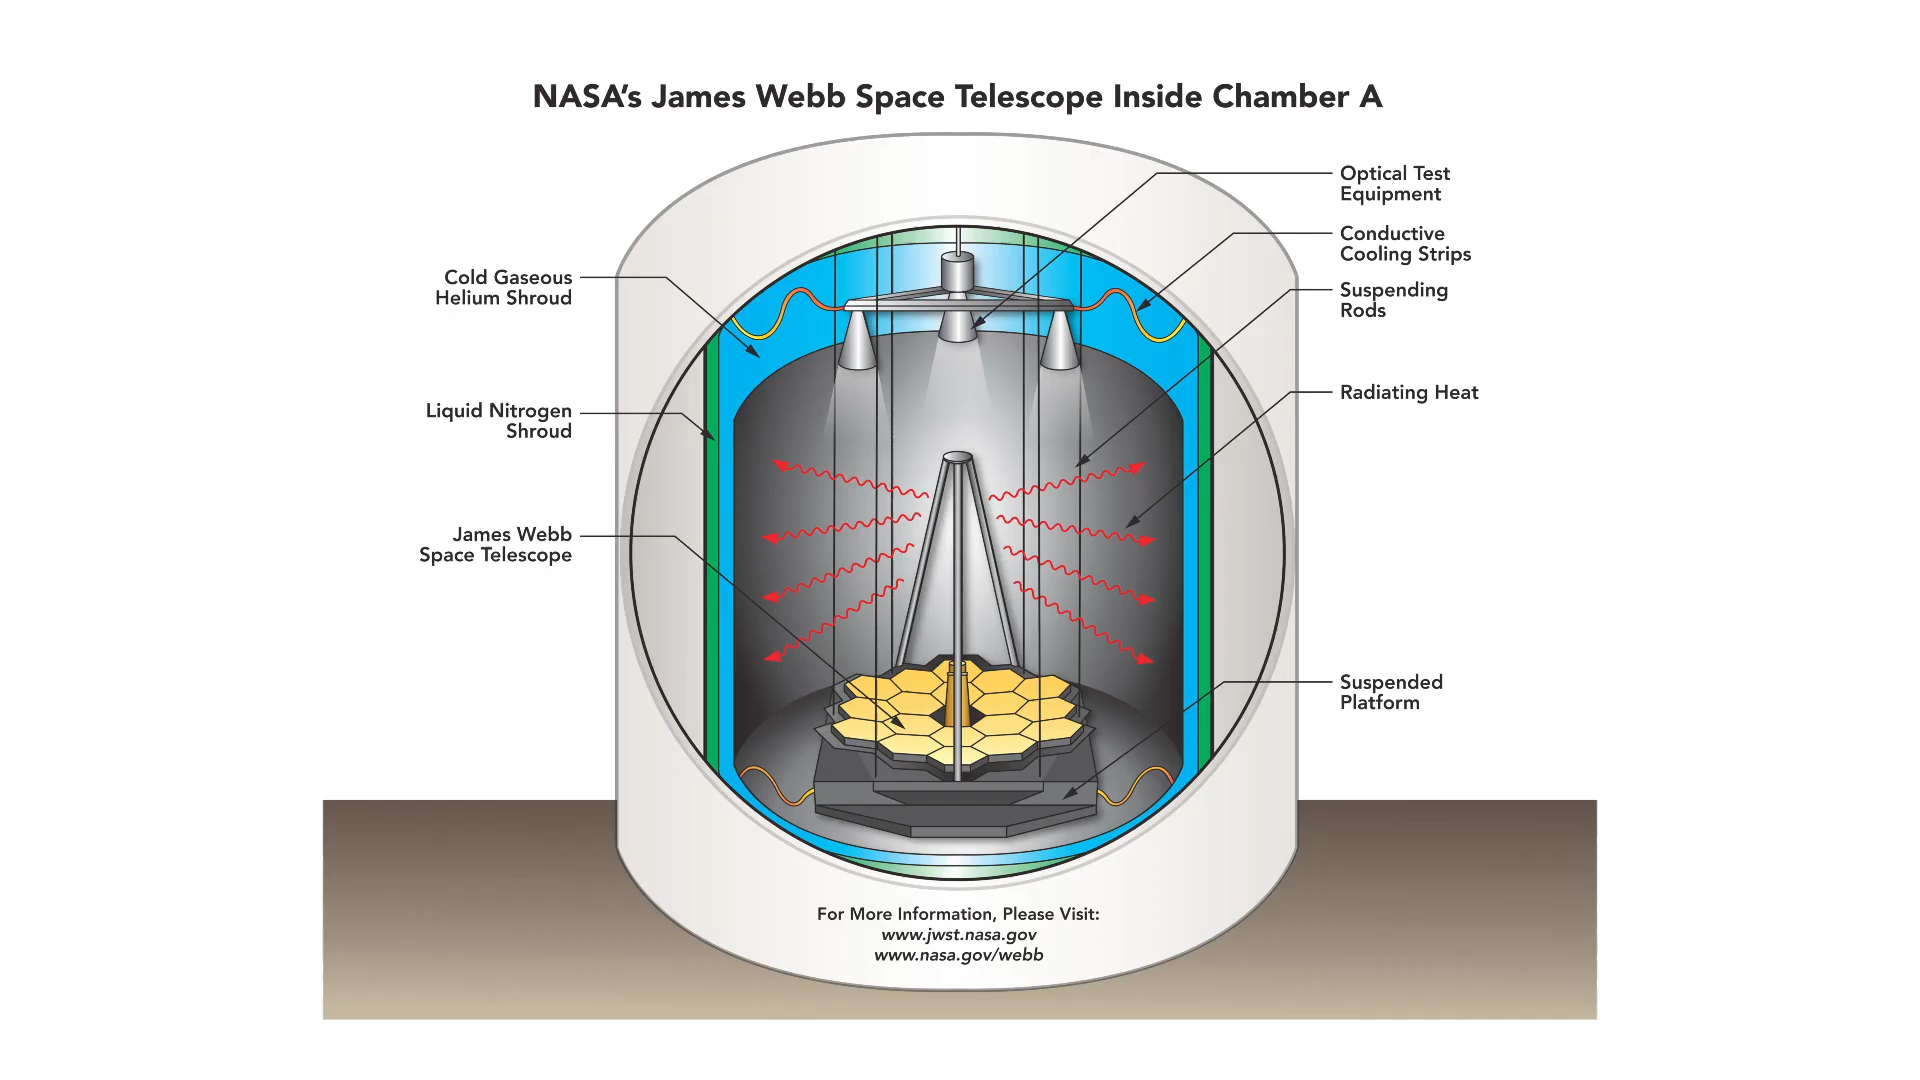 NASA‘s James Webb Space Telescope Inside Chamber A
Optical Test
Equipment
Conductive
Cooling Strips
Suspending
Rods
Radiating Heat
Suspended
Platform
Cold Gaseous
Helium Shroud
Liquid Nitrogen
Shroud
James Webb
Space Telescope
For More Information, Please Visit:
www.jwst.nasa.gov
www.nasa.gov/webb